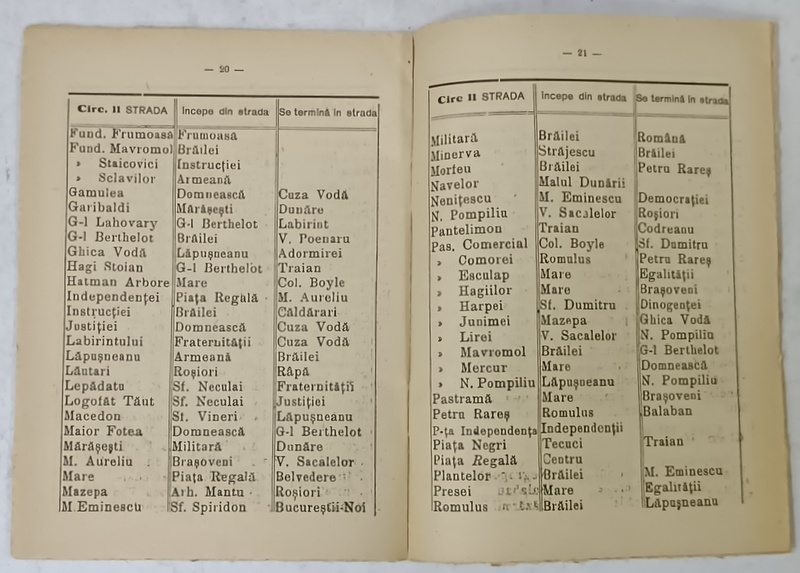 — 20 —
Circ. II STRADA Începe din strada Se termină în strada
Fund. Frumoasă Frumoasă
Fund. Mavromol Brăilei
» Staicovici Instrucției
» Sclavilor Armeană
Gamulea Domnească Cuza Vodă
Garibaldi Mărășești Dunăre
G-l Lahovary G-l Berthelot Labirint
G-l Berthelot Brăilei V. Poenaru
Ghica Vodă Lăpușneanu Adormirei
Hagi Stoian G-l Berthelot Traian
Hatman Arbore Mare Col. Boyle
Independenței Piața Regală M. Aureliu
Instrucției Brăilei Căldărari
Justiției Domnească Cuza Vodă
Labirintului Fraternității Cuza Vodă
Lăpușneanu Armeană Brăilei
Lăutari Roșiori Râpă
Lepădatu Sf. Neculai Fraternității
Logofăt Tăut Sf. Neculai Justiției
Macedon Sf. Vineri Lăpușneanu
Maior Fotea Domnească G-l Berthelot
Mărășești Militară Dunăre
M. Aureliu Brașoveni V. Sacalelor
Mare Piața Regală Belvedere
Mazepa Arh. Mantu Roșiori
M. Eminescu Sf. Spiridon Bucureștii-Noi
— 21 —
Circ II STRADA Începe din strada Se termină în strada
Militară Brăilei Română
Minerva Străjescu Brăilei
Morfeu Brăilei Petru Rareș
Navelor Malul Dunării
Nenițescu M. Eminescu Democrației
N. Pompiliu V. Sacalelor Roșiori
Pantelimon Traian Codreanu
Pas. Comercial Col. Boyle Sf. Dumitru
» Comorei Romulus Petru Rareș
» Esculap Mare Egalității
» Hagiilor Mare Brașoveni
» Harpei Sf. Dumitru Dinogenței
» Junimei Mazepa Ghica Vodă
» Lirei V. Sacalelor N. Pompiliu
» Mavromol Brăilei G-l Berthelot
» Mercur Mare Domnească
» N. Pompiliu Lăpușneanu N. Pompiliu
Pastramă Mare Brașoveni
Petru Rareș Romulus Balaban
P-ța Independența Independenții
Piața Negri Tecuci Traian
Piața Regală Centru
Plantelor Brăilei M. Eminescu
Presei Mare Egalității
Romulus Brăilei Lăpușneanu